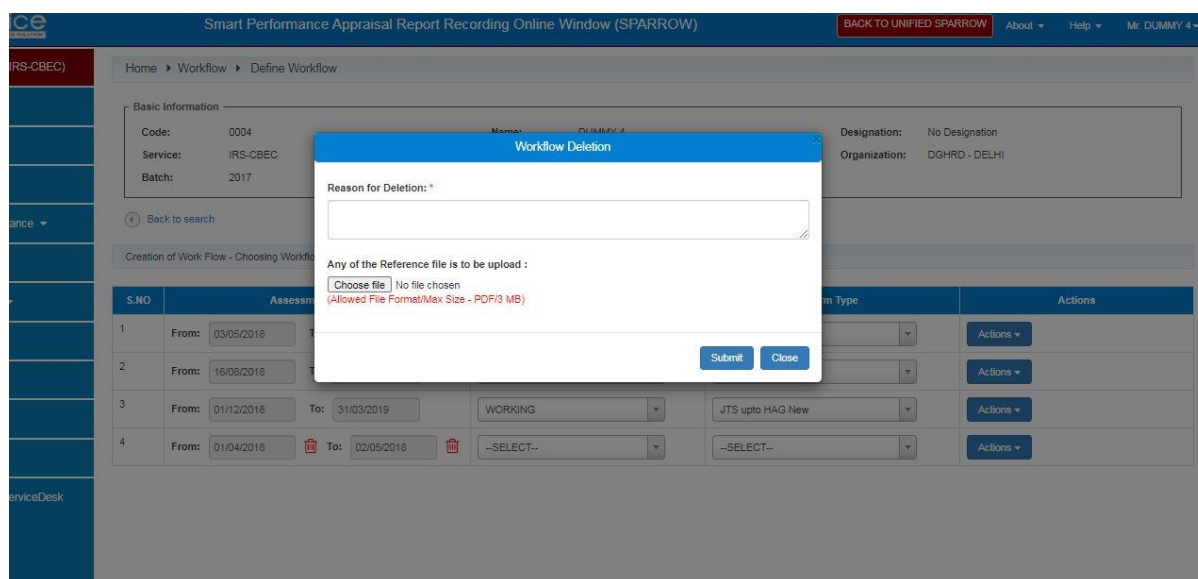 Smart Performance Appraisal Report Recording Online Window (SPARROW)
BACK TO UNIFIED SPARROW About Help Mr. DUMMY 4
IRS-CBEC)
Home Workflow Define Workflow
Basic Information
Code: 0004 Name: DUMMY 4 Designation: No Designation
Service: IRS-CBEC Organization: DGHRD - DELHI
Batch: 2017
Back to search
Workflow Deletion
Reason for Deletion: *
Any of the Reference file is to be upload :
Choose file No file chosen
(Allowed File Format/Max Size - PDF/3 MB)
Submit Close
Creation of Work Flow - Choosing Workflo
S.NO Assessm m Type Actions
1 From: 03/05/2018 Actions
2 From: 16/08/2018 Actions
3 From: 01/12/2018 To: 31/03/2019 WORKING JTS upto HAG New Actions
4 From: 01/04/2018 To: 02/05/2018 --SELECT-- --SELECT-- Actions
erviceDesk